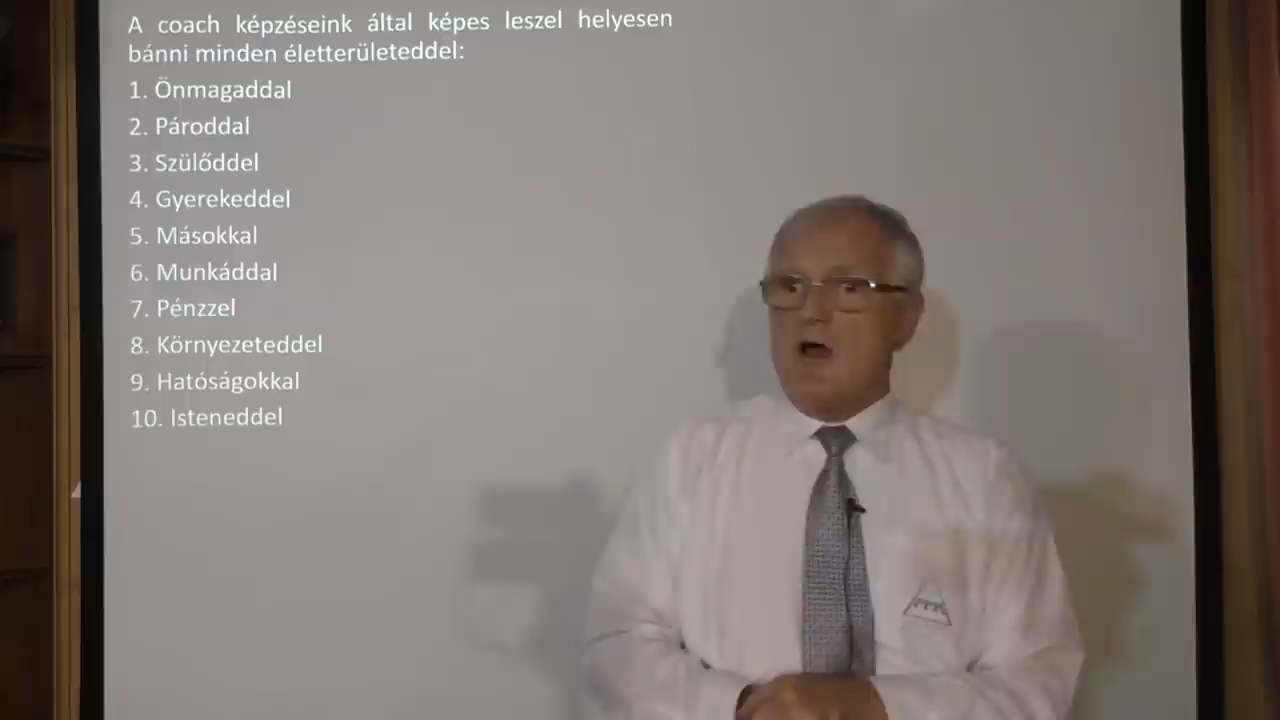 A coach képzéseink által képes leszel helyesen
bánni minden életterületeddel:
1. Önmagaddal
2. Pároddal
3. Szülőddel
4. Gyerekeddel
5. Másokkal
6. Munkáddal
7. Pénzzel
8. Környezeteddel
9. Hatóságokkal
10. Isteneddel